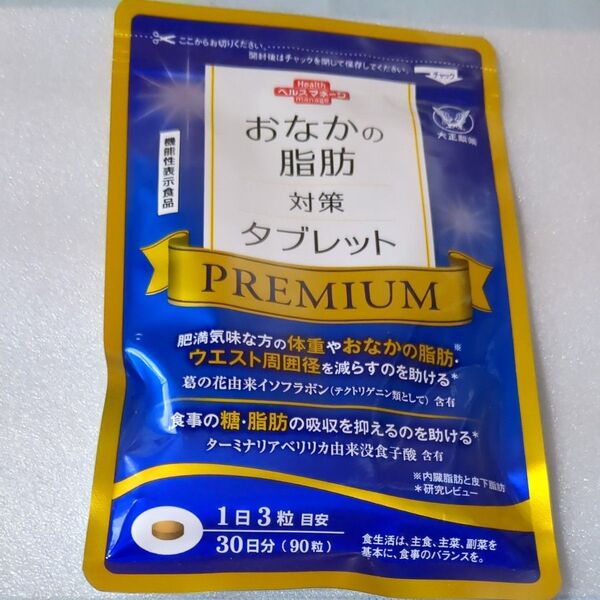 ここからお切りください。
開封後はチャックを閉じて保存してください。
チャック
Health
ヘルスマネージ
manage
大正製薬
機能性表示食品
おなかの
脂肪
対策
タブレット
PREMIUM
肥満気味な方の体重やおなかの脂肪※・
ウエスト周囲径を減らすのを助ける*
葛の花由来イソフラボン(テクトリゲニン類として)含有
食事の糖・脂肪の吸収を抑えるのを助ける*
ターミナリアベリリカ由来没食子酸 含有
※内臓脂肪と皮下脂肪
*研究レビュー
1日3粒 目安
30日分(90粒)
食生活は、主食、主菜、副菜を
基本に、食事のバランスを。